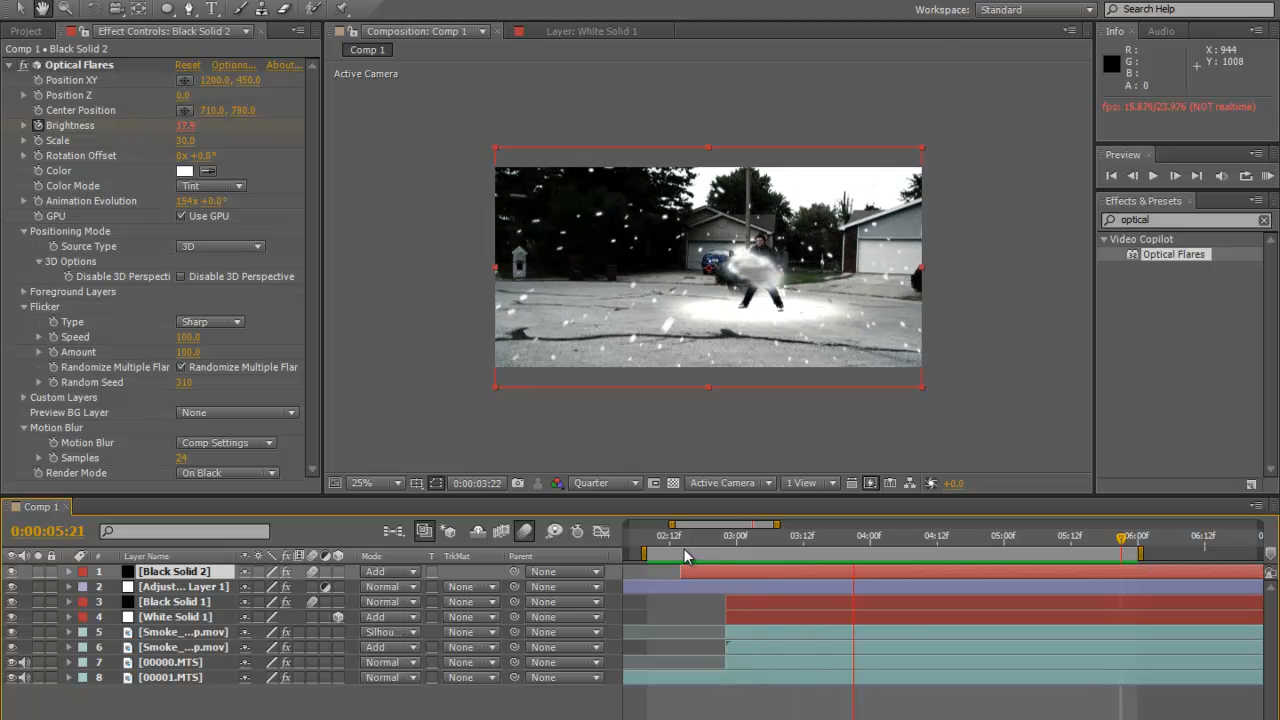 Workspace: Standard
Search Help
Project
Effect Controls: Black Solid 2
Comp 1 • Black Solid 2
Optical Flares Reset Options... About...
Position XY 1200.0, 450.0
Position Z 0.0
Center Position 710.0, 780.0
Brightness 17.9
Scale 30.0
Rotation Offset 0x +0.0°
Color
Color Mode Tint
Animation Evolution 154x +0.0°
GPU Use GPU
Positioning Mode
Source Type 3D
3D Options
Disable 3D Perspecti Disable 3D Perspective
Foreground Layers
Flicker
Type Sharp
Speed 100.0
Amount 100.0
Randomize Multiple Flar Randomize Multiple Flar
Random Seed 310
Custom Layers
Preview BG Layer None
Motion Blur
Motion Blur Comp Settings
Samples 24
Render Mode On Black
Composition: Comp 1
Layer: White Solid 1
Comp 1
Active Camera
25% 0:00:03:22 Quarter Active Camera 1 View +0.0
Info Audio
R: X: 944
G: Y: 1008
B:
A: 0
fps: 15.879/23.976 (NOT realtime)
Preview
Effects & Presets
optical
Video Copilot
32 Optical Flares
Comp 1
0:00:05:21
02:12f 03:00f 03:12f 04:00f 04:12f 05:00f 05:12f 06:00f 06:12f
# Layer Name Mode T TrkMat Parent
1 [Black Solid 2] Add None
2 [Adjust... Layer 1] Normal None None
3 [Black Solid 1] Normal None None
4 [White Solid 1] Add None None
5 [Smoke_...p.mov] Silhou... None None
6 [Smoke_...p.mov] Add None None
7 [00000.MTS] Normal None None
8 [00001.MTS] Normal None None